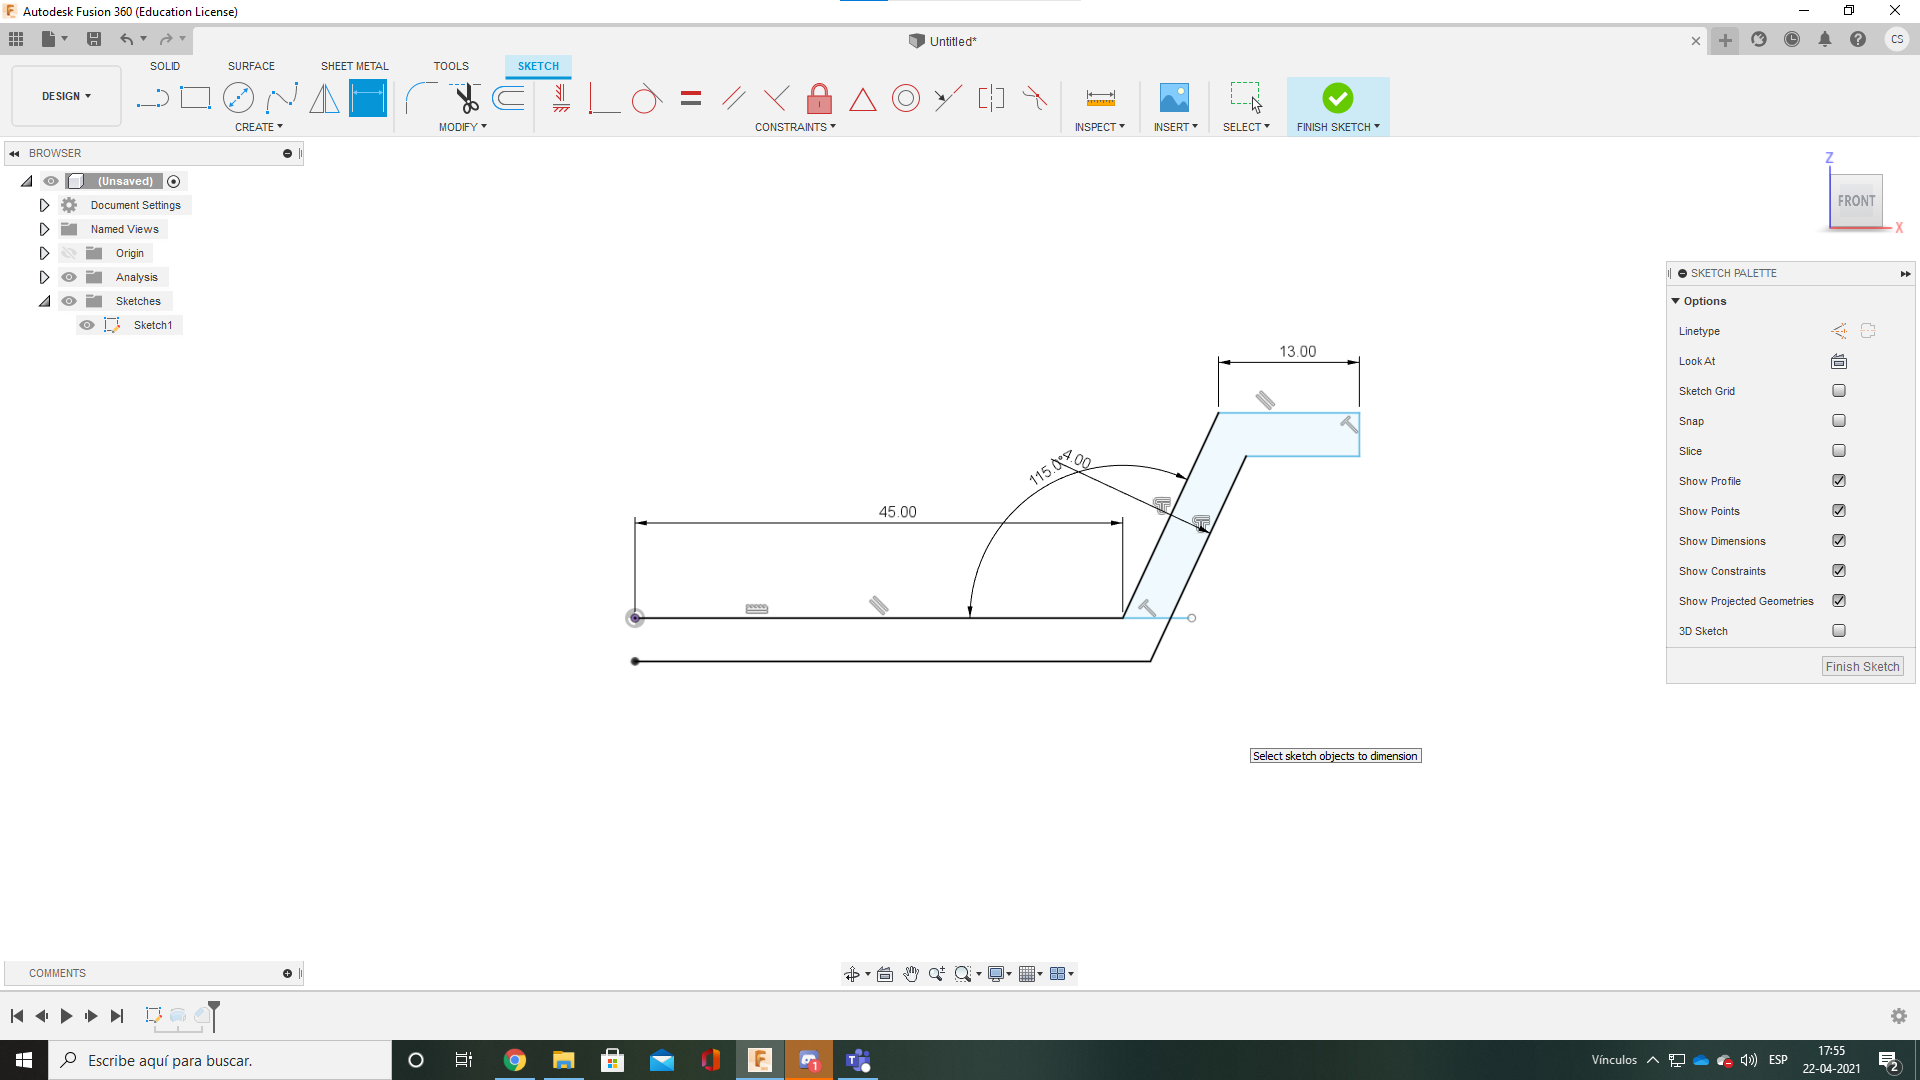 Autodesk Fusion 360 (Education License)
Untitled*
CS
DESIGN
SOLID
SURFACE
SHEET METAL
TOOLS
SKETCH
CREATE
MODIFY
CONSTRAINTS
INSPECT
INSERT
SELECT
FINISH SKETCH
BROWSER
(Unsaved)
Document Settings
Named Views
Origin
Analysis
Sketches
Sketch1
Z
FRONT
X
SKETCH PALETTE
Options
Linetype
Look At
Sketch Grid
Snap
Slice
Show Profile
Show Points
Show Dimensions
Show Constraints
Show Projected Geometries
3D Sketch
Finish Sketch
13.00
115.0°
4.00
45.00
Select sketch objects to dimension
COMMENTS
Escribe aquí para buscar.
1
Vínculos
ESP
17:55
22-04-2021
2